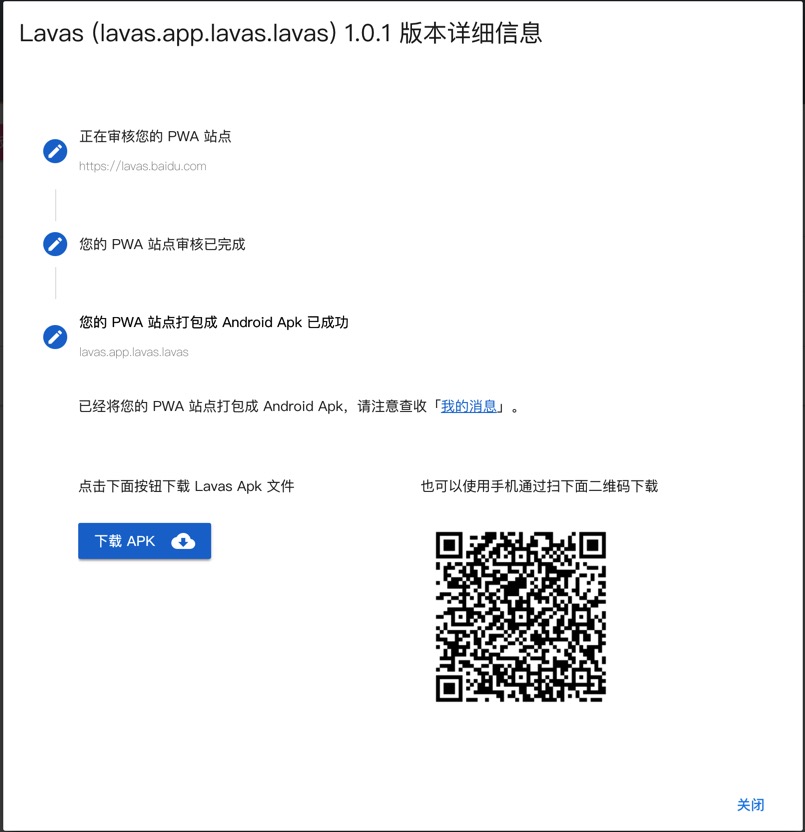 Lavas (lavas.app.lavas.lavas) 1.0.1 版本详细信息
正在审核您的 PWA 站点
https://lavas.baidu.com
您的 PWA 站点审核已完成
您的 PWA 站点打包成 Android Apk 已成功
lavas.app.lavas.lavas
已经将您的 PWA 站点打包成 Android Apk，请注意查收「我的消息」。
点击下面按钮下载 Lavas Apk 文件
也可以使用手机通过扫下面二维码下载
下载 APK
关闭